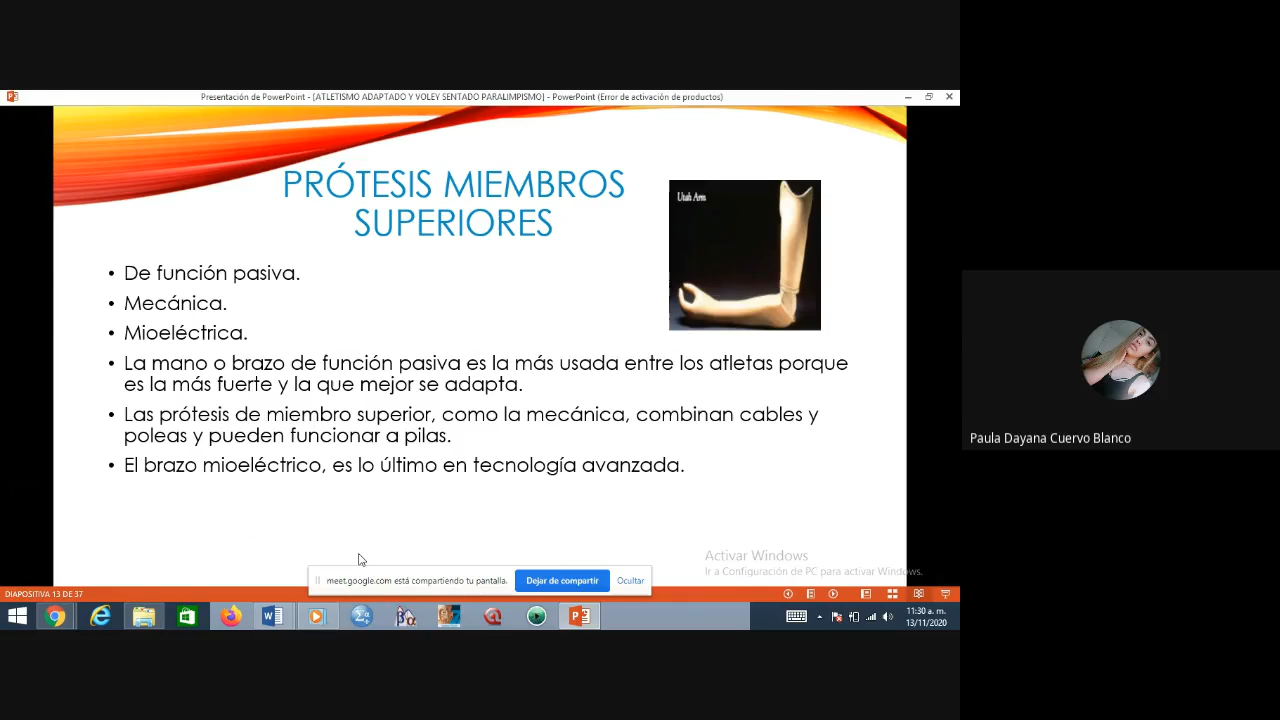 Presentación de PowerPoint - [ATLETISMO ADAPTADO Y VOLEY SENTADO PARALIMPISMO] - PowerPoint (Error de activación de productos)
PRÓTESIS MIEMBROS
SUPERIORES
Utah Arm
• De función pasiva.
• Mecánica.
• Mioeléctrica.
• La mano o brazo de función pasiva es la más usada entre los atletas porque
es la más fuerte y la que mejor se adapta.
• Las prótesis de miembro superior, como la mecánica, combinan cables y
poleas y pueden funcionar a pilas.
• El brazo mioeléctrico, es lo último en tecnología avanzada.
Paula Dayana Cuervo Blanco
Activar Windows
Ir a Configuración de PC para activar Windows.
meet.google.com está compartiendo tu pantalla.
Dejar de compartir
Ocultar
DIAPOSITIVA 13 DE 37
11:30 a. m.
13/11/2020